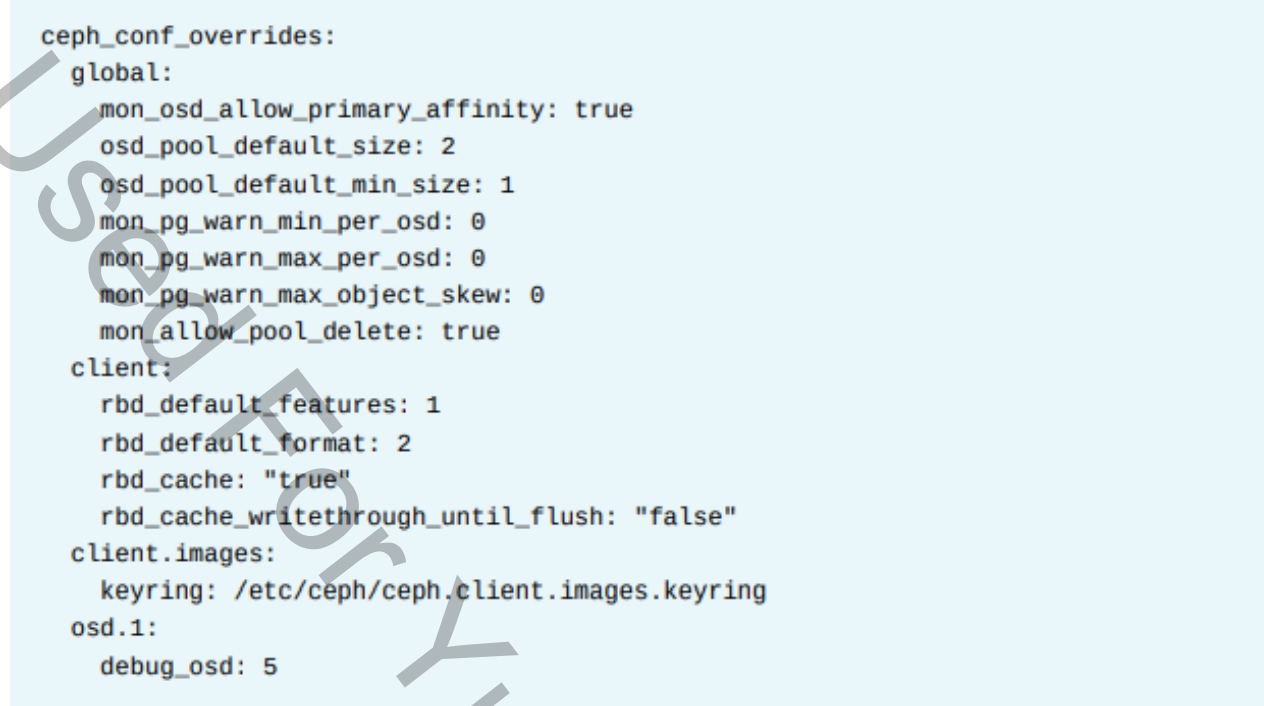 ceph_conf_overrides:
  global:
    mon_osd_allow_primary_affinity: true
    osd_pool_default_size: 2
    osd_pool_default_min_size: 1
    mon_pg_warn_min_per_osd: 0
    mon_pg_warn_max_per_osd: 0
    mon_pg_warn_max_object_skew: 0
    mon_allow_pool_delete: true
  client:
    rbd_default_features: 1
    rbd_default_format: 2
    rbd_cache: "true"
    rbd_cache_writethrough_until_flush: "false"
  client.images:
    keyring: /etc/ceph/ceph.client.images.keyring
  osd.1:
    debug_osd: 5
Used For